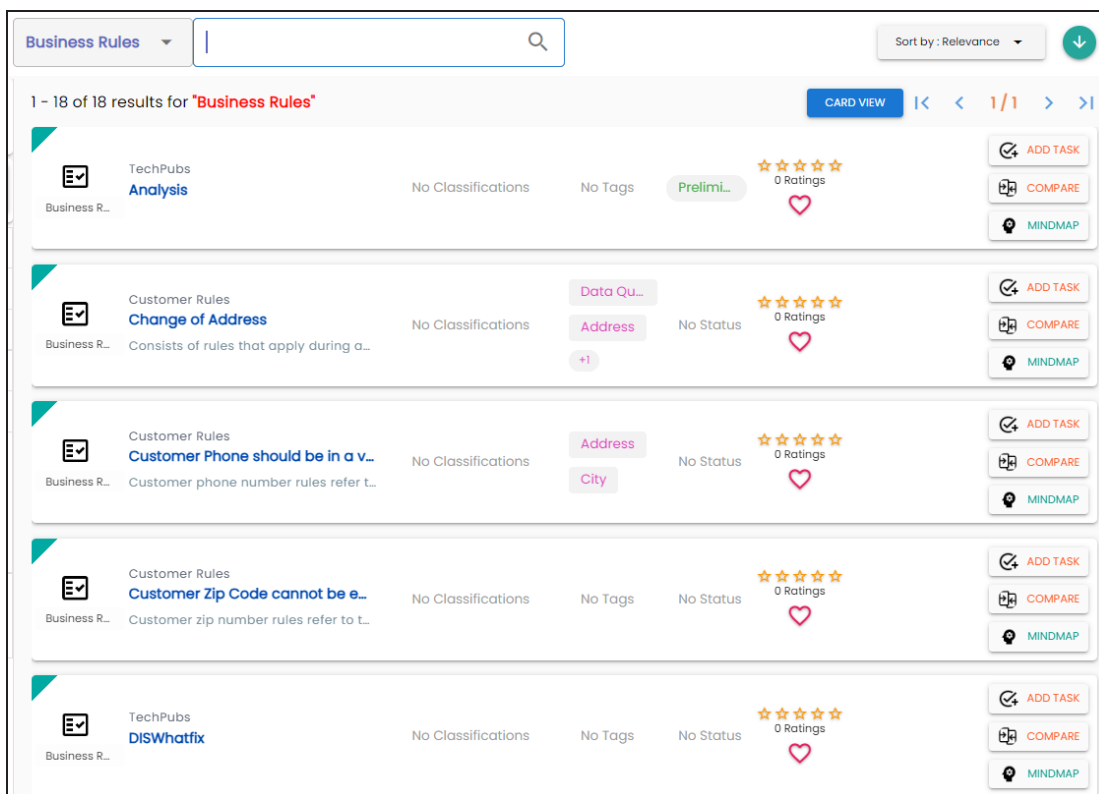 Business Rules
Sort by : Relevance
1 - 18 of 18 results for "Business Rules"
CARD VIEW
1/1
Business R...
TechPubs
Analysis
No Classifications
No Tags
Prelimi...
0 Ratings
ADD TASK
COMPARE
MINDMAP
Business R...
Customer Rules
Change of Address
Consists of rules that apply during a...
No Classifications
Data Qu...
Address
+1
No Status
0 Ratings
ADD TASK
COMPARE
MINDMAP
Business R...
Customer Rules
Customer Phone should be in a v...
Customer phone number rules refer t...
No Classifications
Address
City
No Status
0 Ratings
ADD TASK
COMPARE
MINDMAP
Business R...
Customer Rules
Customer Zip Code cannot be e...
Customer zip number rules refer to t...
No Classifications
No Tags
No Status
0 Ratings
ADD TASK
COMPARE
MINDMAP
Business R...
TechPubs
DISWhatfix
No Classifications
No Tags
No Status
0 Ratings
ADD TASK
COMPARE
MINDMAP